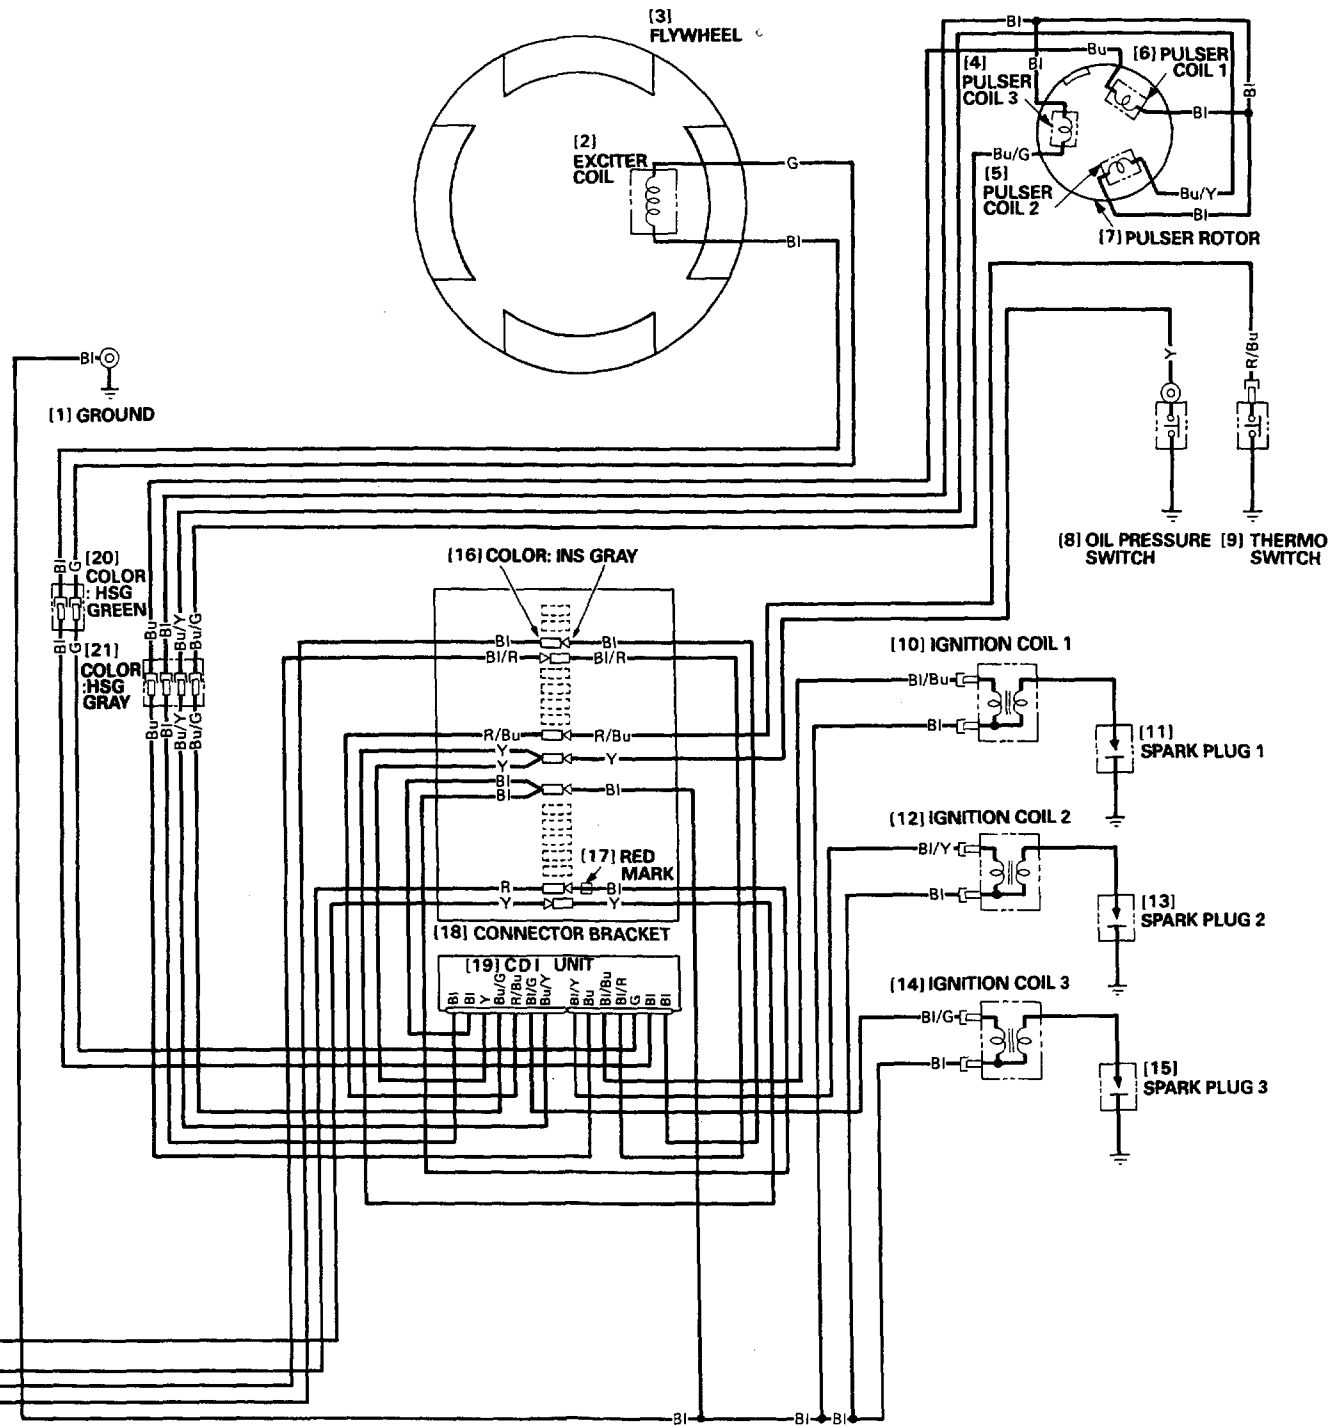 [3]
FLYWHEEL
[2]
EXCITER
COIL
G
Bl
Bl
Bl
Bu
[4]
PULSER
COIL 3
[6] PULSER
COIL 1
Bl
Bl
Bu/G
[5]
PULSER
COIL 2
Bu/Y
Bl
[7] PULSER ROTOR
Bl
[1] GROUND
Y
R/Bu
[8] OIL PRESSURE
SWITCH
[9] THERMO
SWITCH
Bl
G
[20]
COLOR
: HSG
GREEN
Bl
G
Bu
Bl
Bu/Y
Bu/G
[21]
COLOR
:HSG
GRAY
Bu
Bl
Bu/Y
Bu/G
[16] COLOR: INS GRAY
Bl
Bl
Bl/R
Bl/R
R/Bu
R/Bu
Y
Y
Y
Bl
Bl
Bl
[17] RED
MARK
R
Bl
Y
Y
[18] CONNECTOR BRACKET
[19] CDI UNIT
Bl
Bl
Y
Bu/G
R/Bu
Bl/G
Bu/Y
Bl/Y
Bu
Bl/Bu
Bl/R
G
Bl
Bl
[10] IGNITION COIL 1
Bl/Bu
Bl
[11]
SPARK PLUG 1
[12] IGNITION COIL 2
Bl/Y
Bl
[13]
SPARK PLUG 2
[14] IGNITION COIL 3
Bl/G
Bl
[15]
SPARK PLUG 3
Bl
Bl
Bl